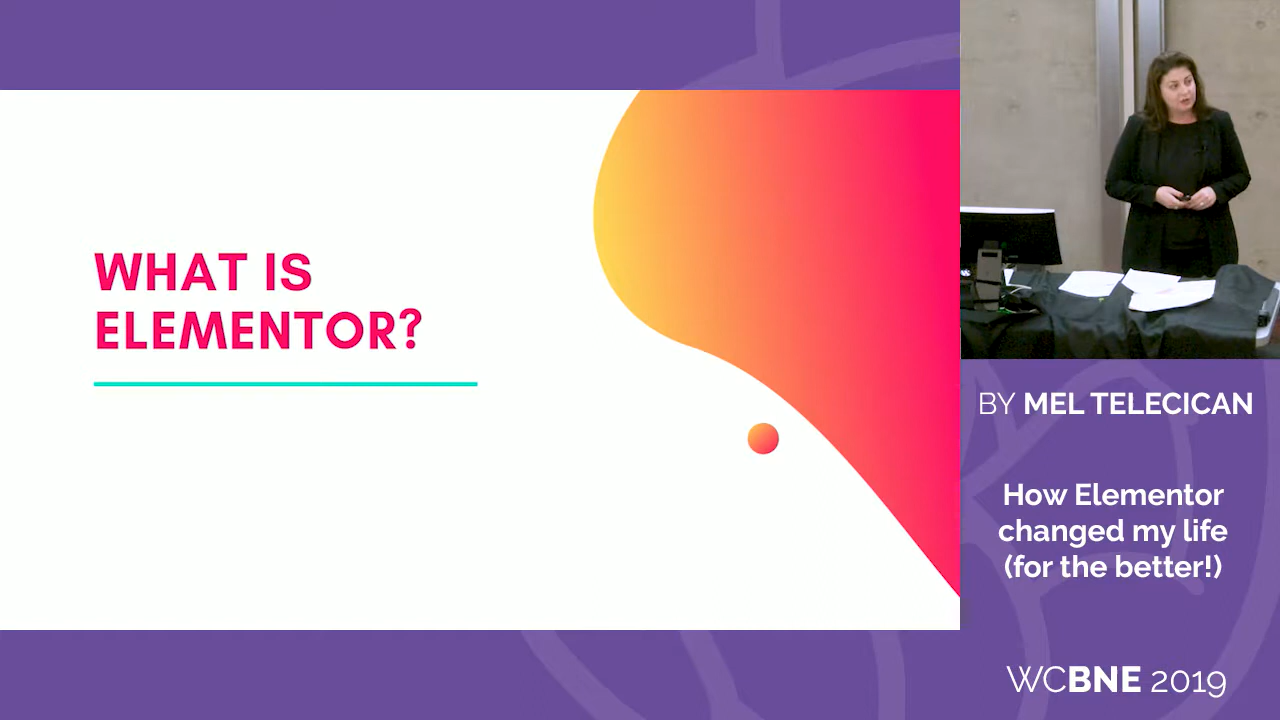 WHAT IS
ELEMENTOR?
BY MEL TELECICAN
How Elementor
changed my life
(for the better!)
WCBNE 2019